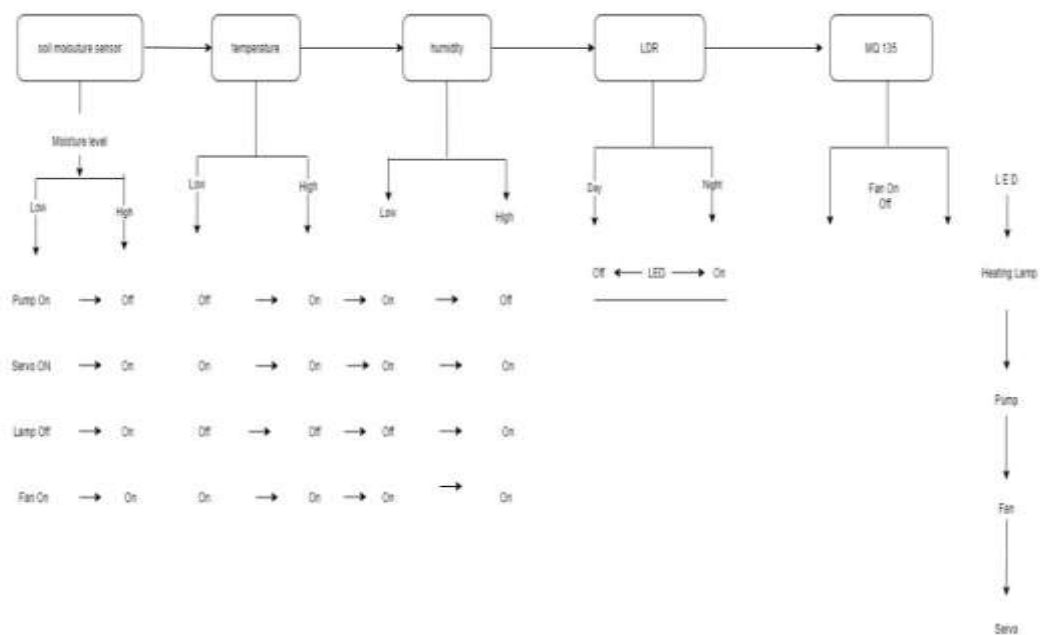 soil moisuture sensor
temperature
humidity
LDR
MQ 135
Moisture level
Low
High
Low
High
Low
High
Day
Night
Fan On
Off
L E D
Off LED On
Heating Lamp
Pump On Off Off On On Off
Servo ON On On On On On
Pump
Lamp Off On Off Off Off On
Fan On On On On On On
Fan
Servo